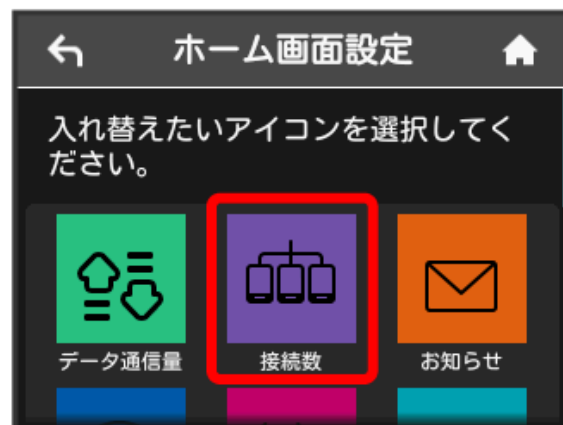 ホーム画面設定
入れ替えたいアイコンを選択してく
ださい。
データ通信量 接続数 お知らせ